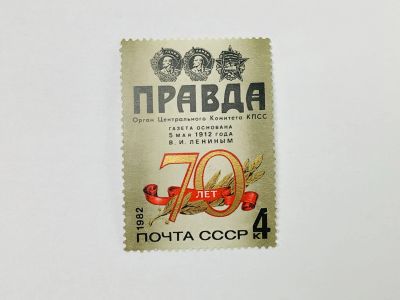 ПРАВДА
Орган Центрального Комитета КПСС
ГАЗЕТА ОСНОВАНА
5 МАЯ 1912 ГОДА
В. И. ЛЕНИНЫМ
70
ЛЕТ
1982
ПОЧТА СССР 4 к